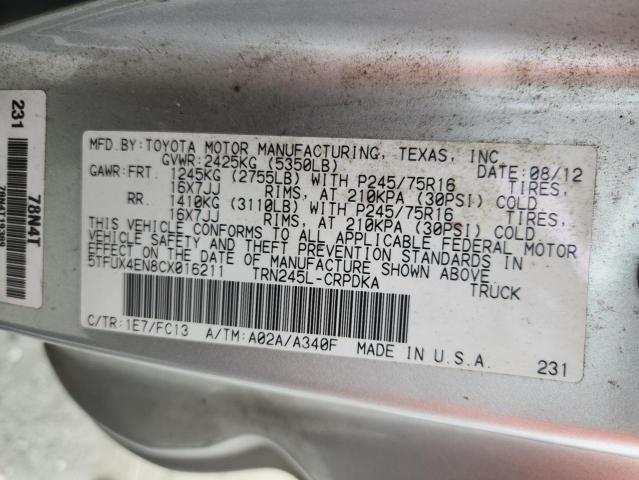 MFD.BY:TOYOTA MOTOR MANUFACTURING, TEXAS, INC.
GVWR:2425KG (5350LB) DATE:08/12
GAWR:FRT. 1245KG (2755LB) WITH P245/75R16 TIRES,
16X7JJ RIMS, AT 210KPA (30PSI) COLD
RR. 1410KG (3110LB) WITH P245/75R16 TIRES,
16X7JJ RIMS, AT 210KPA (30PSI) COLD
THIS VEHICLE CONFORMS TO ALL APPLICABLE FEDERAL MOTOR
VEHICLE SAFETY AND THEFT PREVENTION STANDARDS IN
EFFECT ON THE DATE OF MANUFACTURE SHOWN ABOVE.
5TFUX4EN8CX016211 TRN245L-CRPDKA TRUCK
C/TR:1E7/FC13 A/TM:A02A/A340F MADE IN U.S.A.
231
231
78N4T